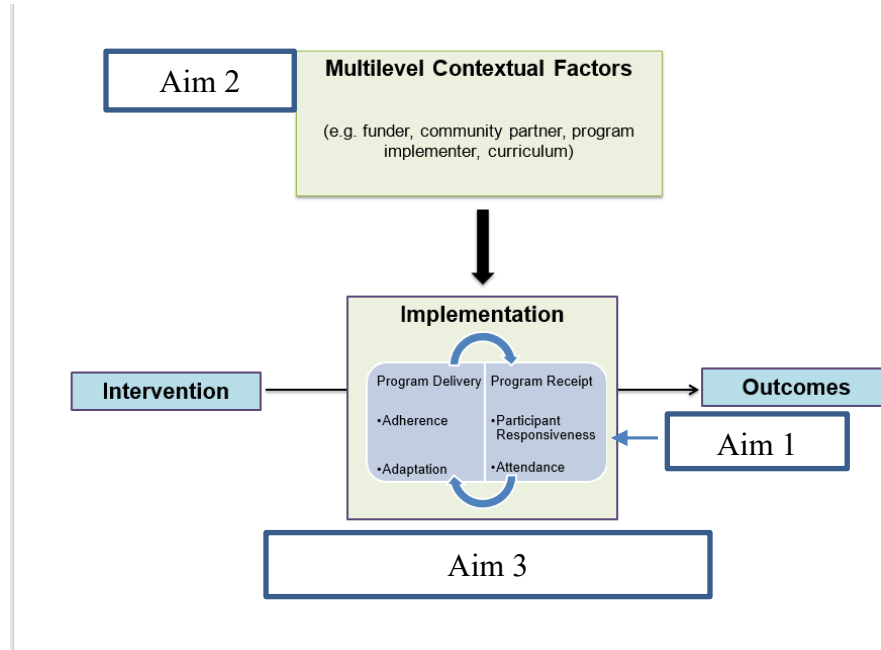 Aim 2
Multilevel Contextual Factors
(e.g. funder, community partner, program
implementer, curriculum)
Implementation
Program Delivery
•Adherence
•Adaptation
Program Receipt
•Participant
Responsiveness
•Attendance
Intervention
Outcomes
Aim 1
Aim 3